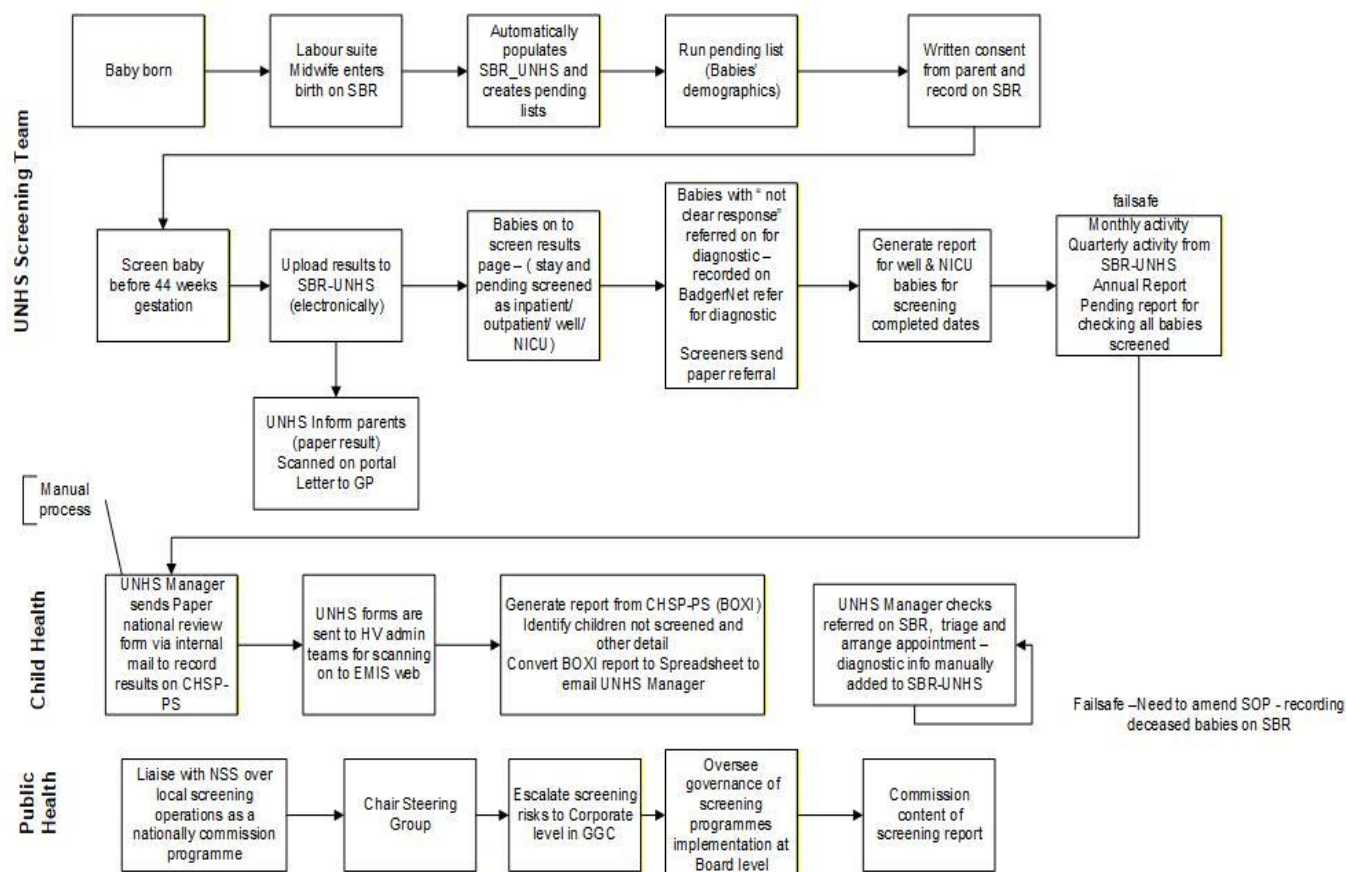 Baby born
Labour suite
Midwife enters
birth on SBR
Automatically
populates
SBR_UNHS and
creates pending
lists
Run pending list
(Babies'
demographics)
Written consent
from parent and
record on SBR
UNHS Screening Team
Screen baby
before 44 weeks
gestation
Upload results to
SBR-UNHS
(electronically)
Babies on to
screen results
page – ( stay and
pending screened
as inpatient/
outpatient/ well/
NICU )
Babies with “ not
clear response”
referred on for
diagnostic –
recorded on
BadgerNet refer
for diagnostic
Screeners send
paper referral
Generate report
for well & NICU
babies for
screening
completed dates
failsafe
Monthly activity
Quarterly activity from
SBR-UNHS
Annual Report
Pending report for
checking all babies
screened
UNHS Inform parents
(paper result)
Scanned on portal
Letter to GP
Manual
process
Child Health
UNHS Manager
sends Paper
national review
form via internal
mail to record
results on CHSP-
PS
UNHS forms are
sent to HV admin
teams for scanning
on to EMIS web
Generate report from CHSP-PS (BOXI)
Identify children not screened and
other detail
Convert BOXI report to Spreadsheet to
email UNHS Manager
UNHS Manager checks
referred on SBR, triage and
arrange appointment –
diagnostic info manually
added to SBR-UNHS
Failsafe –Need to amend SOP - recording
deceased babies on SBR
Public
Health
Liaise with NSS over
local screening
operations as a
nationally commission
programme
Chair Steering
Group
Escalate screening
risks to Corporate
level in GGC
Oversee
governance of
screening
programmes
implementation at
Board level
Commission
content of
screening report